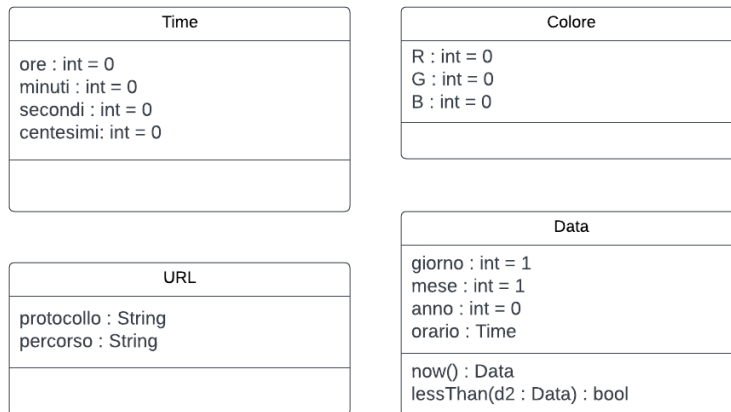 Time
ore : int = 0
minuti : int = 0
secondi : int = 0
centesimi: int = 0
Colore
R : int = 0
G : int = 0
B : int = 0
URL
protocollo : String
percorso : String
Data
giorno : int = 1
mese : int = 1
anno : int = 0
orario : Time
now() : Data
lessThan(d2 : Data) : bool